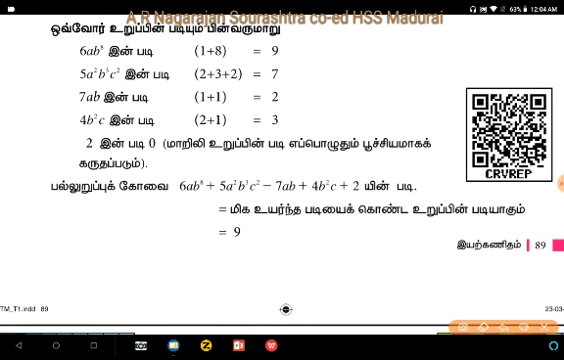 63% 12:04 AM
A.R Nagarajan Sourashtra co-ed HSS Madurai
ஒவ்வோர் உறுப்பின் படியும் பின்வருமாறு
6ab⁸ இன் படி (1+8) = 9
5a²b³c² இன் படி (2+3+2) = 7
7ab இன் படி (1+1) = 2
4b²c இன் படி (2+1) = 3
2 இன் படி 0 (மாறிலி உறுப்பின் படி எப்பொழுதும் பூச்சியமாகக்
கருதப்படும்).
CRVREP
பல்லுறுப்புக் கோவை 6ab⁸ + 5a²b³c² − 7ab + 4b²c + 2 யின் படி.
= மிக உயர்ந்த படியைக் கொண்ட உறுப்பின் படியாகும்
= 9
இயற்கணிதம் 89
TM_T1.indd 89
23-03-